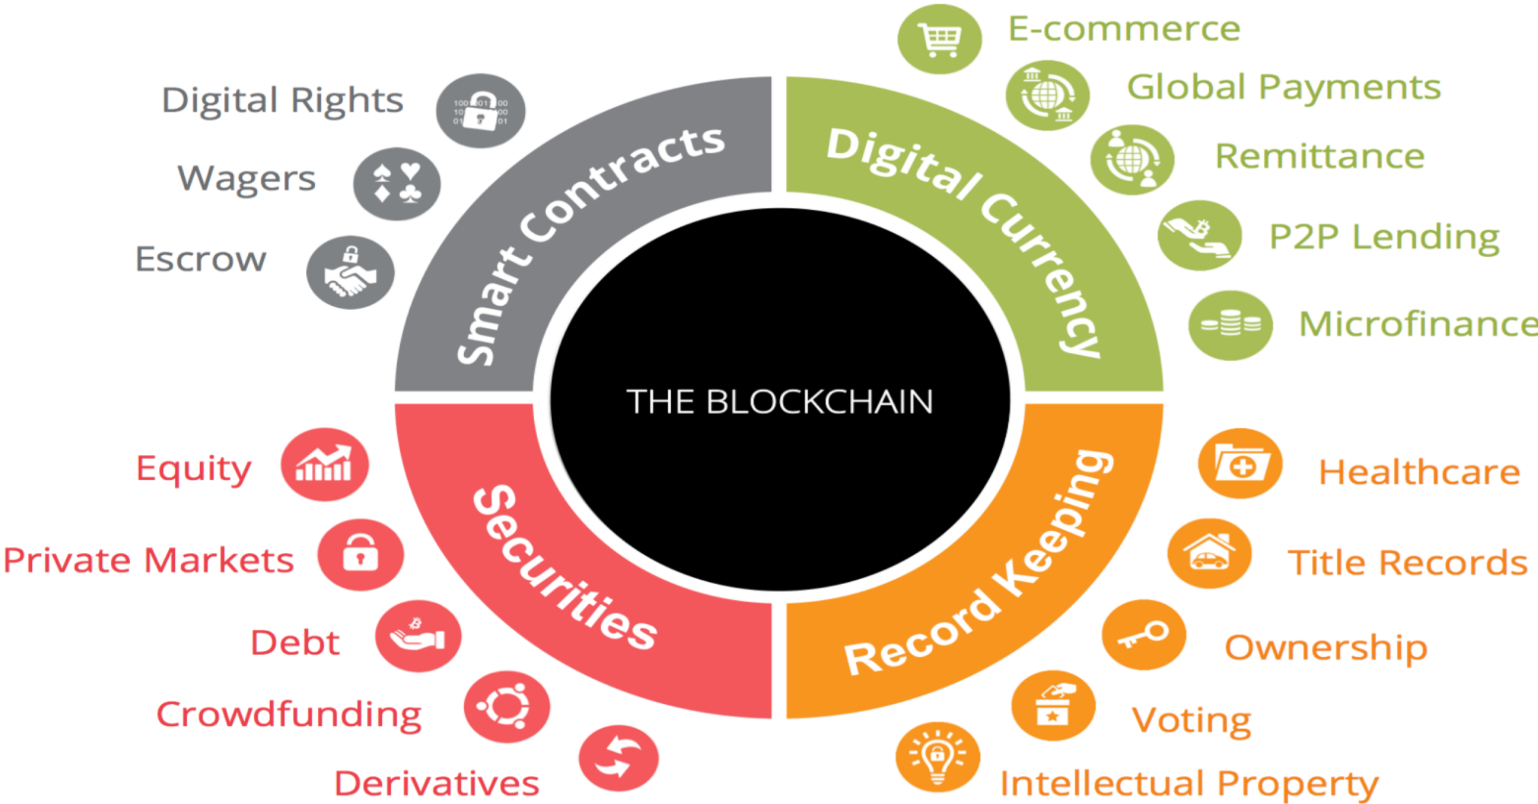 E-commerce
Global Payments
Remittance
P2P Lending
Microfinance
Digital Currency
Digital Rights
Wagers
Escrow
Smart Contracts
THE BLOCKCHAIN
Equity
Private Markets
Debt
Crowdfunding
Derivatives
Securities
Healthcare
Title Records
Ownership
Voting
Intellectual Property
Record Keeping